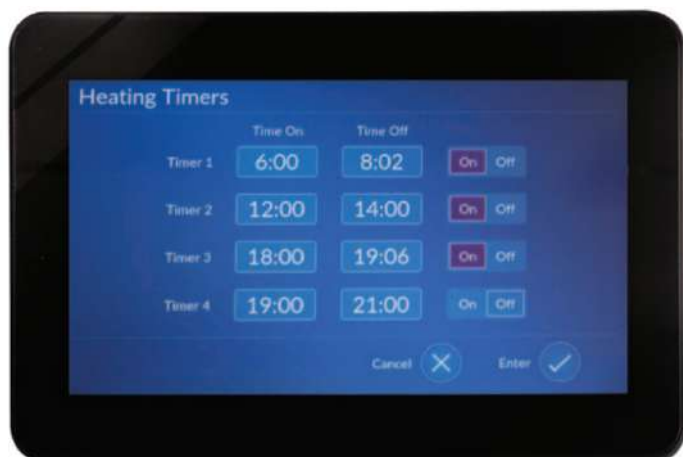 Heating Timers
Time On Time Off
Timer 1 6:00 8:02 On Off
Timer 2 12:00 14:00 On Off
Timer 3 18:00 19:06 On Off
Timer 4 19:00 21:00 On Off
Cancel Enter